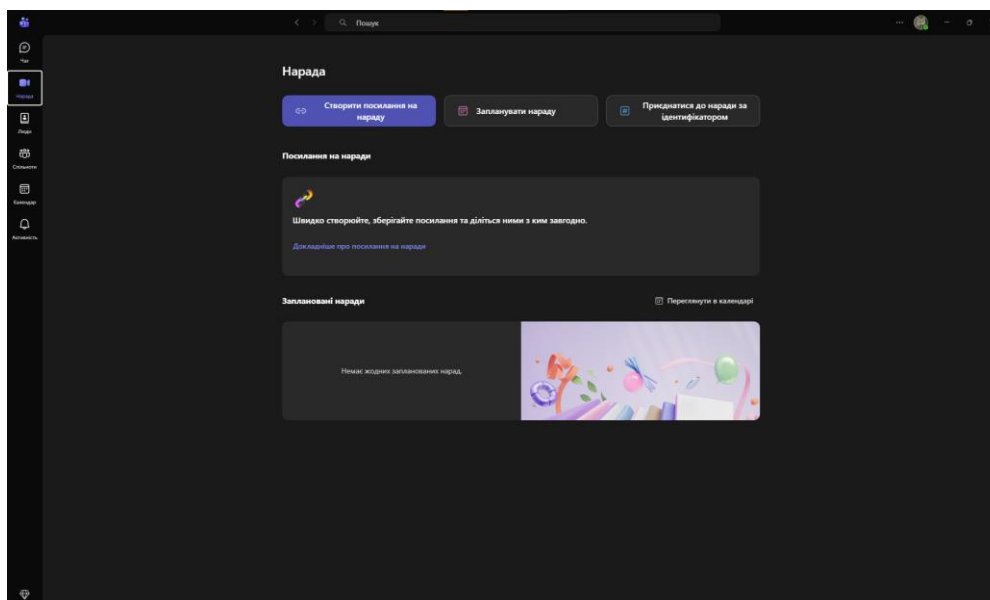 Пошук
Чат
Нарада
Люди
Спільноти
Календар
Активність
Нарада
Створити посилання на
нараду
Запланувати нараду
Приєднатися до наради за
ідентифікатором
Посилання на наради
Швидко створюйте, зберігайте посилання та діліться ними з ким завгодно.
Докладніше про посилання на наради
Заплановані наради
Переглянути в календарі
Немає жодних запланованих нарад.